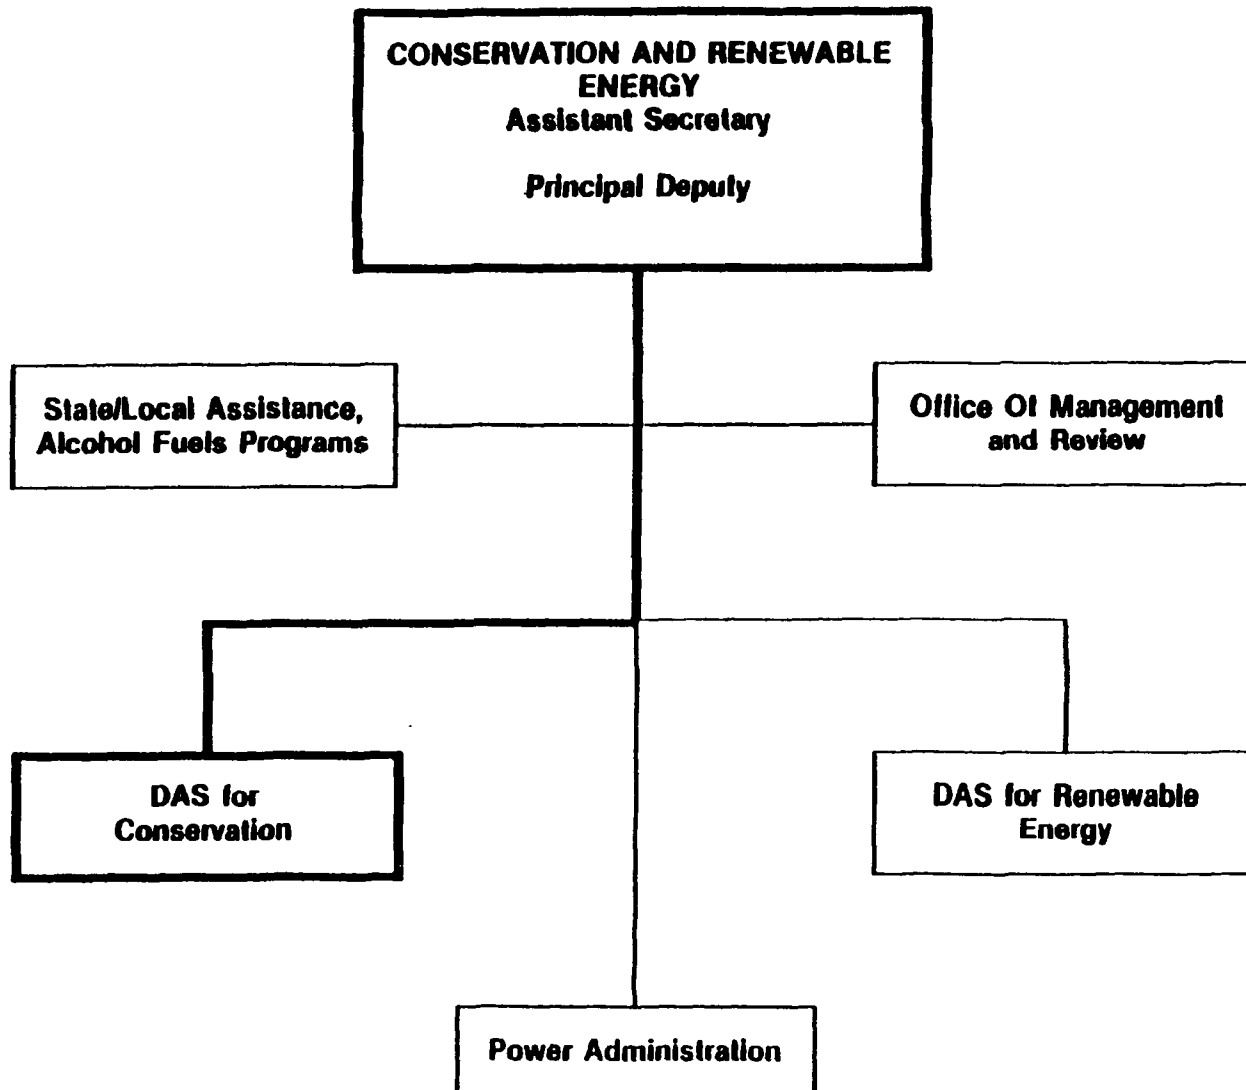 CONSERVATION AND RENEWABLE
ENERGY
Assistant Secretary
Principal Deputy
State/Local Assistance,
Alcohol Fuels Programs
Office Of Management
and Review
DAS for
Conservation
DAS for Renewable
Energy
Power Administration